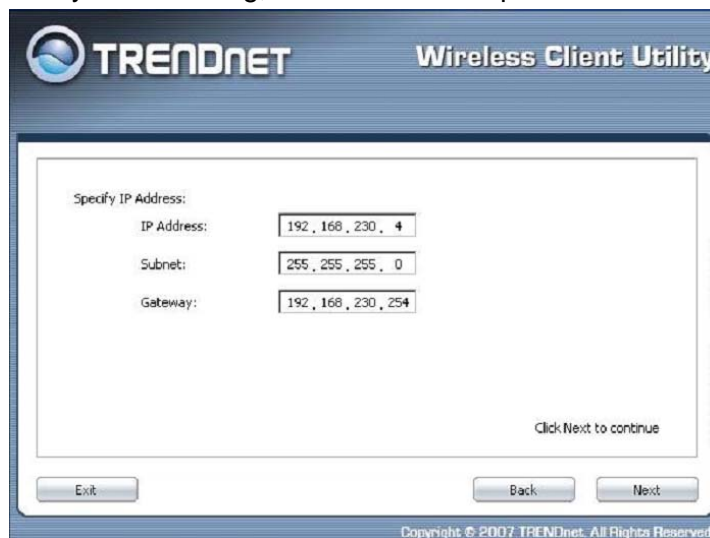 TRENDNET Wireless Client Utility
Specify IP Address:
IP Address: 192.168.230.4
Subnet: 255.255.255.0
Gateway: 192.168.230.254
Click Next to continue
Exit Back Next
Copyright © 2007 TRENDnet. All Rights Reserved